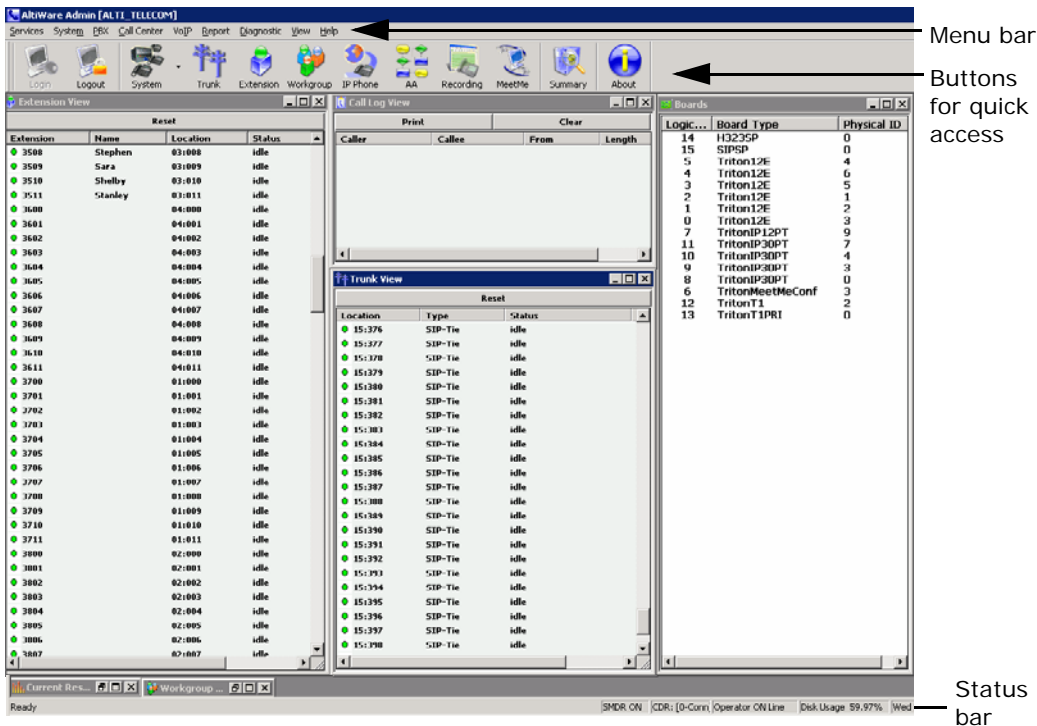 AltiWare Admin [ALTI_TELECOM]
Services System PBX Call Center VoIP Report Diagnostic View Help
Menu bar
Login Logout System Trunk Extension Workgroup IP Phone AA Recording MeetMe Summary About
Buttons for quick access
Extension View
Reset
Extension Name Location Status
3508 Stephen 03:008 idle
3509 Sara 03:009 idle
3510 Shelby 03:010 idle
3511 Stanley 03:011 idle
3600 04:000 idle
3601 04:001 idle
3602 04:002 idle
3603 04:003 idle
3604 04:004 idle
3605 04:005 idle
3606 04:006 idle
3607 04:007 idle
3608 04:008 idle
3609 04:009 idle
3610 04:010 idle
3611 04:011 idle
3700 01:000 idle
3701 01:001 idle
3702 01:002 idle
3703 01:003 idle
3704 01:004 idle
3705 01:005 idle
3706 01:006 idle
3707 01:007 idle
3708 01:008 idle
3709 01:009 idle
3710 01:010 idle
3711 01:011 idle
3800 02:000 idle
3801 02:001 idle
3802 02:002 idle
3803 02:003 idle
3804 02:004 idle
3805 02:005 idle
3806 02:006 idle
3807 02:007 idle
Call Log View
Print Clear
Caller Callee From Length
Trunk View
Reset
Location Type Status
15:376 SIP-Tie idle
15:377 SIP-Tie idle
15:378 SIP-Tie idle
15:379 SIP-Tie idle
15:380 SIP-Tie idle
15:381 SIP-Tie idle
15:382 SIP-Tie idle
15:383 SIP-Tie idle
15:384 SIP-Tie idle
15:385 SIP-Tie idle
15:386 SIP-Tie idle
15:387 SIP-Tie idle
15:388 SIP-Tie idle
15:389 SIP-Tie idle
15:390 SIP-Tie idle
15:391 SIP-Tie idle
15:392 SIP-Tie idle
15:393 SIP-Tie idle
15:394 SIP-Tie idle
15:395 SIP-Tie idle
15:396 SIP-Tie idle
15:397 SIP-Tie idle
15:398 SIP-Tie idle
Boards
Logic... Board Type Physical ID
14 H323SP 0
15 SIPSP 0
5 Triton12E 4
4 Triton12E 6
3 Triton12E 5
2 Triton12E 1
1 Triton12E 2
0 Triton12E 3
7 TritonIP12PT 9
11 TritonIP30PT 7
10 TritonIP30PT 4
9 TritonIP30PT 3
8 TritonIP30PT 0
6 TritonMeetMeConf 3
12 TritonT1 2
13 TritonT1PRI 0
Current Res... Workgroup ...
Ready SMDR ON CDR: [0-Conn Operator ON Line Disk Usage 59.97% Wed
Status bar